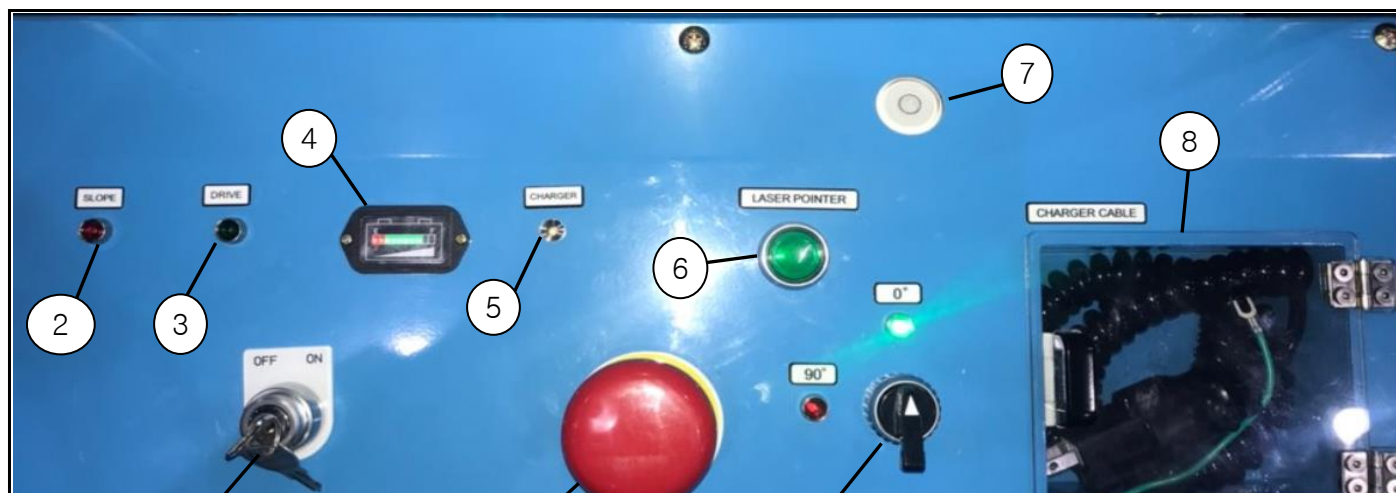 7
4
8
SLOPE
DRIVE
CHARGER
LASER POINTER
CHARGER CABLE
6
0°
5
2
3
OFF ON
90°